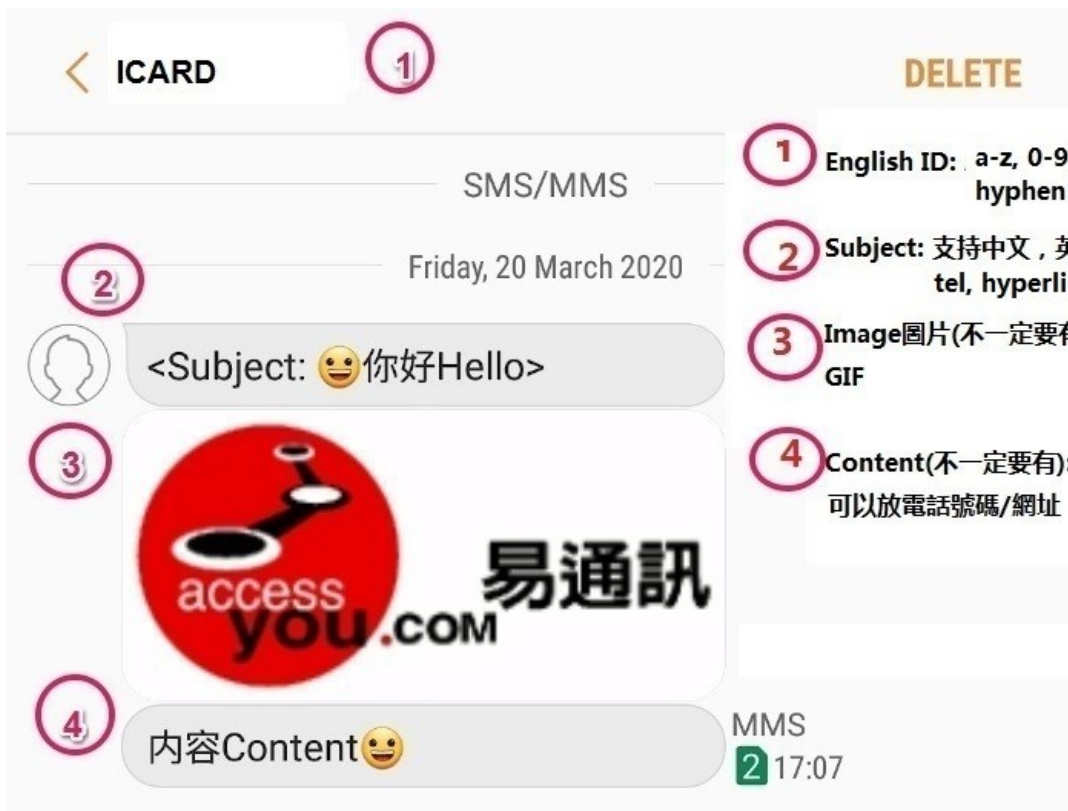 ICARD
1
DELETE
SMS/MMS
Friday, 20 March 2020
2
<Subject: 😀你好Hello>
3
access
you.COM
易通訊
4
内容Content😀
MMS
2 17:07
1 English ID: a-z, 0-9
hyphen
2 Subject: 支持中文，英
tel, hyperli
3 Image圖片(不一定要有
GIF
4 Content(不一定要有):
可以放電話號碼/網址